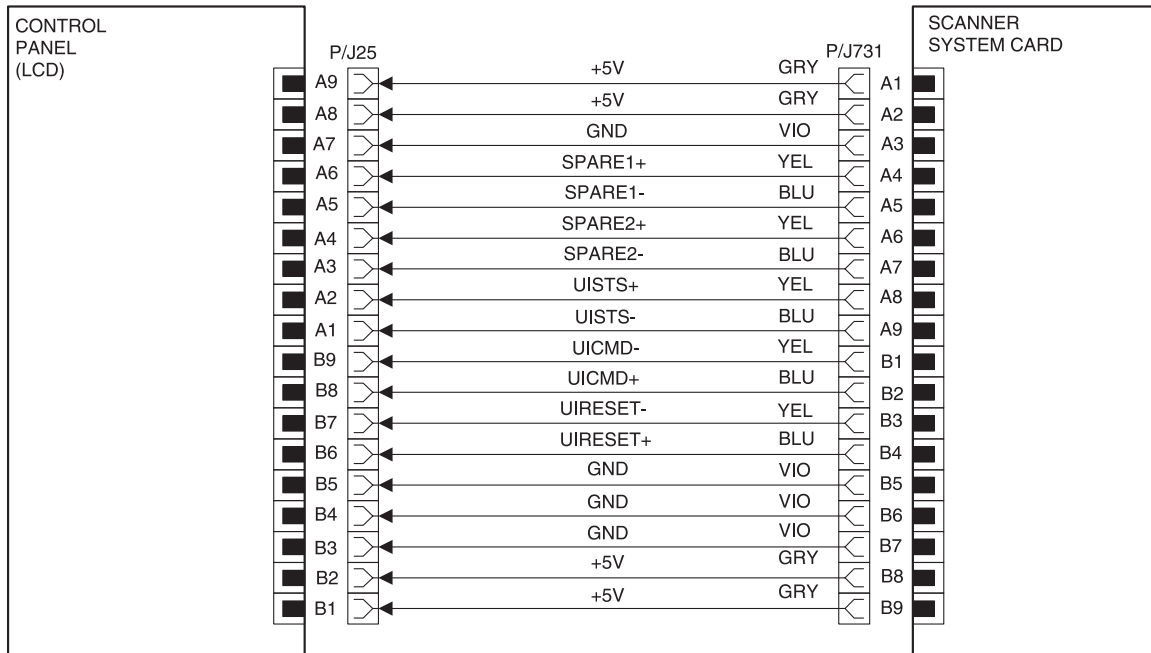 CONTROL
PANEL
(LCD)
SCANNER
SYSTEM CARD
P/J25 P/J731
A9 +5V GRY A1
A8 +5V GRY A2
A7 GND VIO A3
A6 SPARE1+ YEL A4
A5 SPARE1- BLU A5
A4 SPARE2+ YEL A6
A3 SPARE2- BLU A7
A2 UISTS+ YEL A8
A1 UISTS- BLU A9
B9 UICMD- YEL B1
B8 UICMD+ BLU B2
B7 UIRESET- YEL B3
B6 UIRESET+ BLU B4
B5 GND VIO B5
B4 GND VIO B6
B3 GND VIO B7
B2 +5V GRY B8
B1 +5V GRY B9